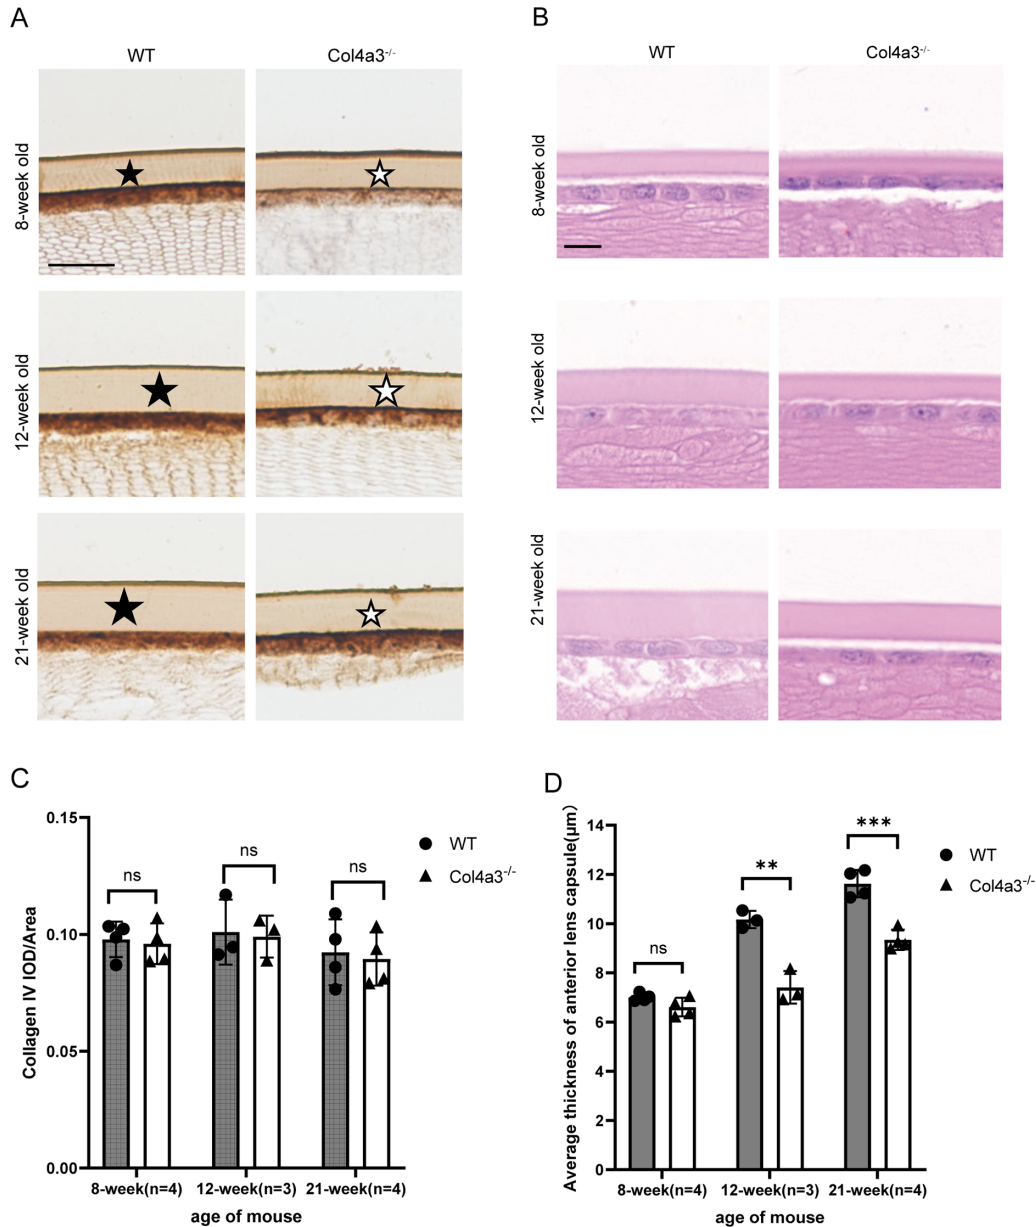 A
WT
Col4a3-/-
8-week old
12-week old
21-week old
B
WT
Col4a3-/-
8-week old
12-week old
21-week old
C
Collagen IV IOD/Area
0.15
0.10
0.05
0.00
ns
ns
ns
WT
Col4a3-/-
8-week(n=4)
12-week(n=3)
21-week(n=4)
age of mouse
D
Average thickness of anterior lens capsule(μm）
14
12
10
8
6
4
2
0
ns
**
***
WT
Col4a3-/-
8-week(n=4)
12-week(n=3)
21-week(n=4)
age of mouse